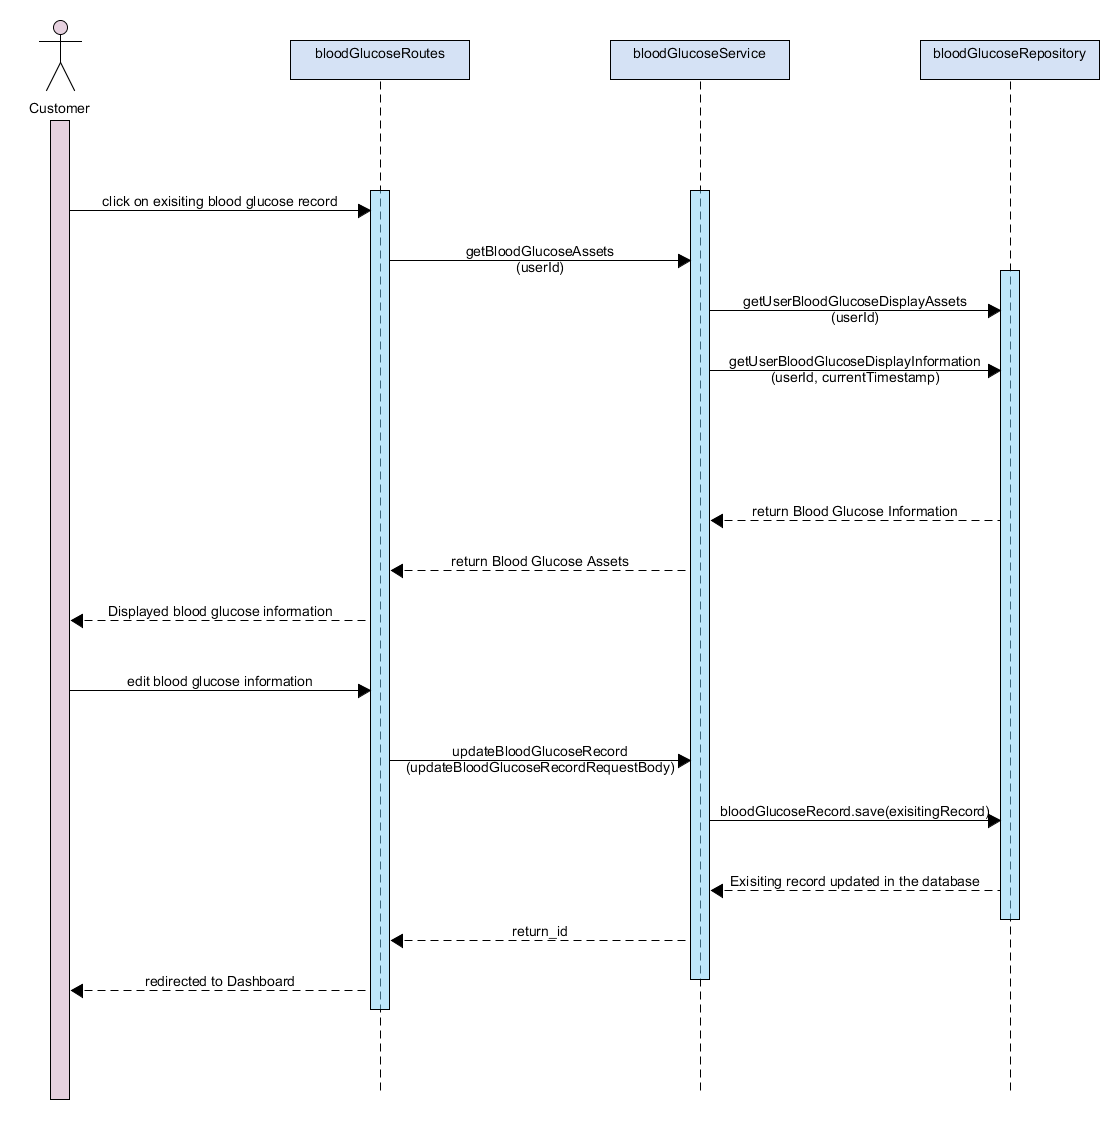 bloodGlucoseRoutes
bloodGlucoseService
bloodGlucoseRepository
Customer
click on exisiting blood glucose record
getBloodGlucoseAssets
(userId)
getUserBloodGlucoseDisplayAssets
(userId)
getUserBloodGlucoseDisplayInformation
(userId, currentTimestamp)
return Blood Glucose Information
return Blood Glucose Assets
Displayed blood glucose information
edit blood glucose information
updateBloodGlucoseRecord
(updateBloodGlucoseRecordRequestBody)
bloodGlucoseRecord.save(exisitingRecord)
Exisiting record updated in the database
return_id
redirected to Dashboard